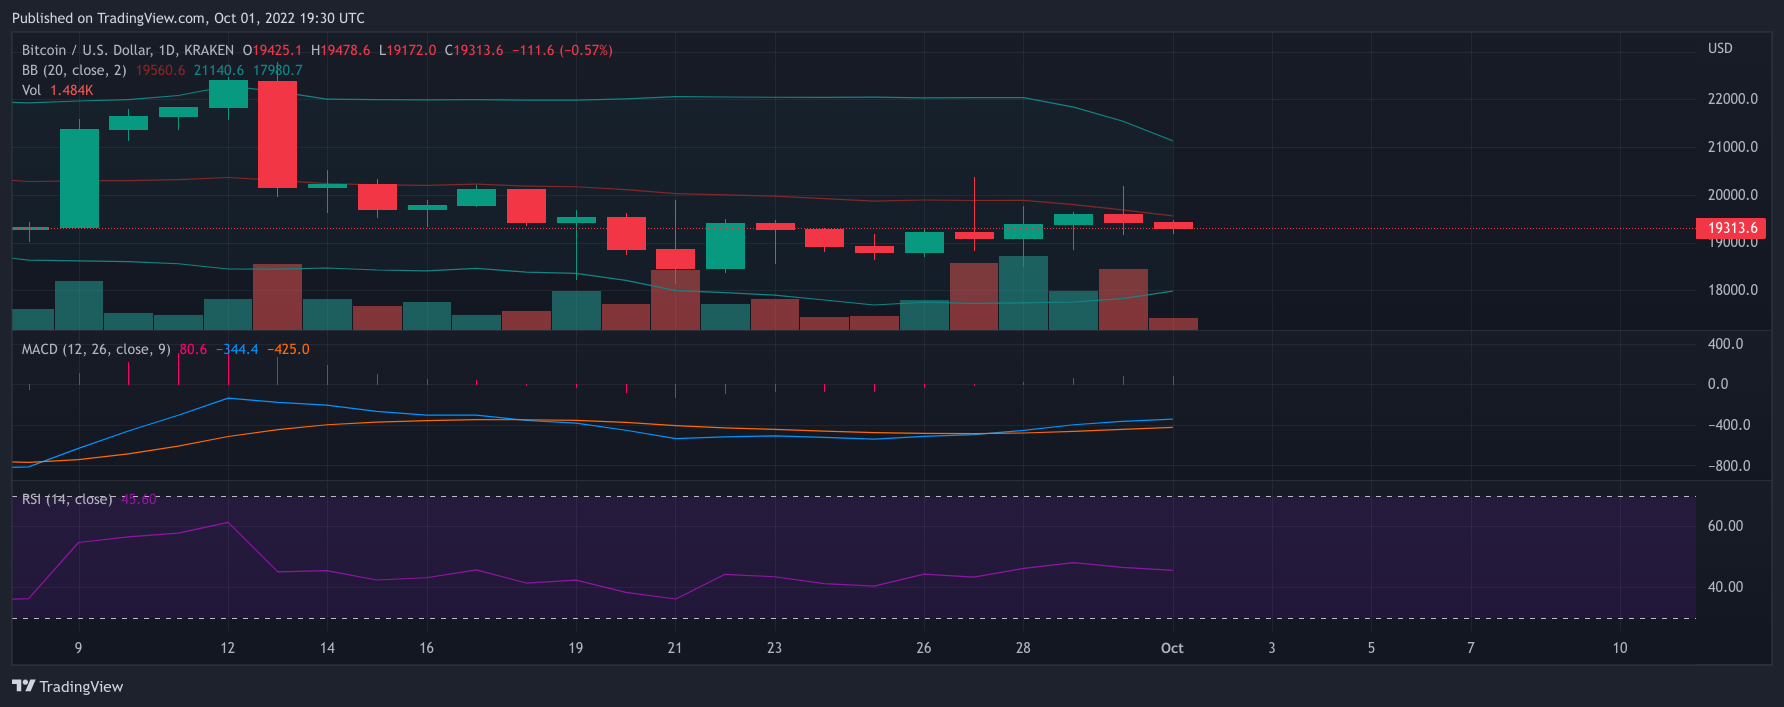 Published on TradingView.com, Oct 01, 2022 19:30 UTC
Bitcoin / U.S. Dollar, 1D, KRAKEN O19425.1 H19478.6 L19172.0 C19313.6 −111.6 (−0.57%)
BB (20, close, 2) 19560.6 21140.6 17980.7
Vol 1.484K
USD
22000.0
21000.0
20000.0
19313.6
19000.0
18000.0
MACD (12, 26, close, 9) 80.6 −344.4 −425.0
400.0
0.0
−400.0
−800.0
RSI (14, close) 45.60
60.00
40.00
9 12 14 16 19 21 23 26 28 Oct 3 5 7 10
TradingView